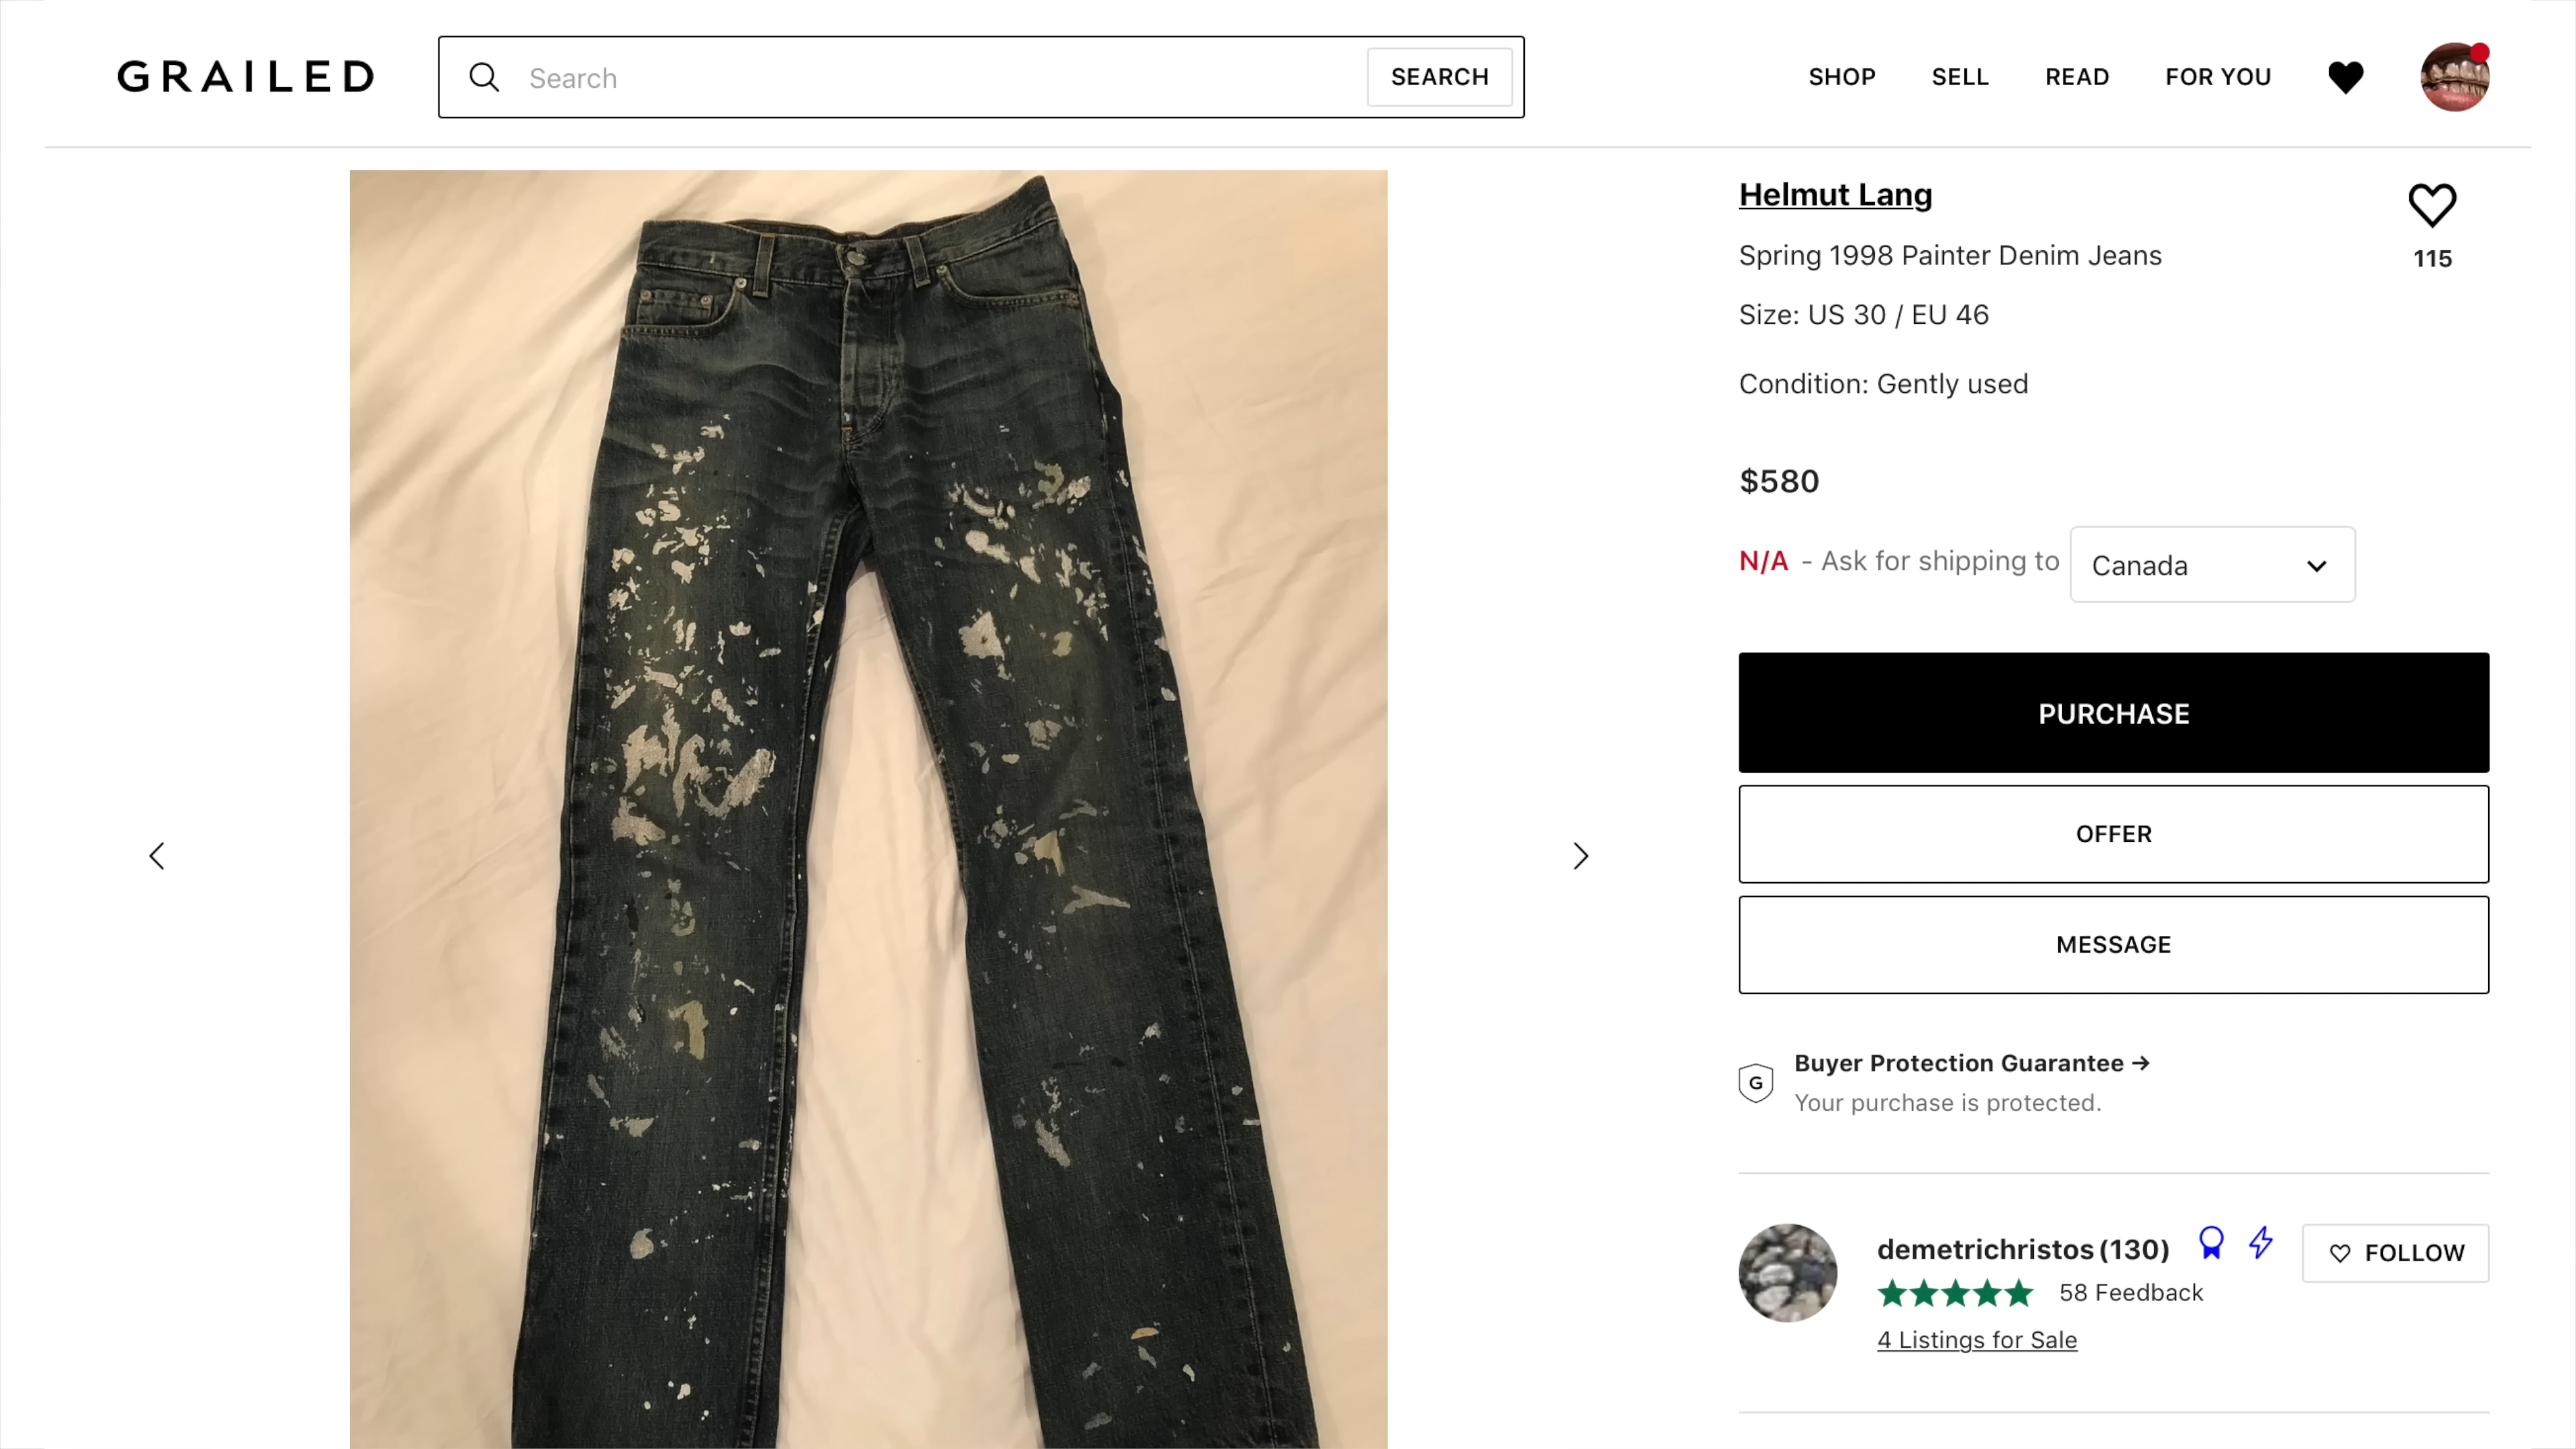 GRAILED
Search
SEARCH
SHOP
SELL
READ
FOR YOU
Helmut Lang
115
Spring 1998 Painter Denim Jeans
Size: US 30 / EU 46
Condition: Gently used
$580
N/A - Ask for shipping to Canada
PURCHASE
OFFER
MESSAGE
G
Buyer Protection Guarantee →
Your purchase is protected.
demetrichristos (130)
FOLLOW
58 Feedback
4 Listings for Sale